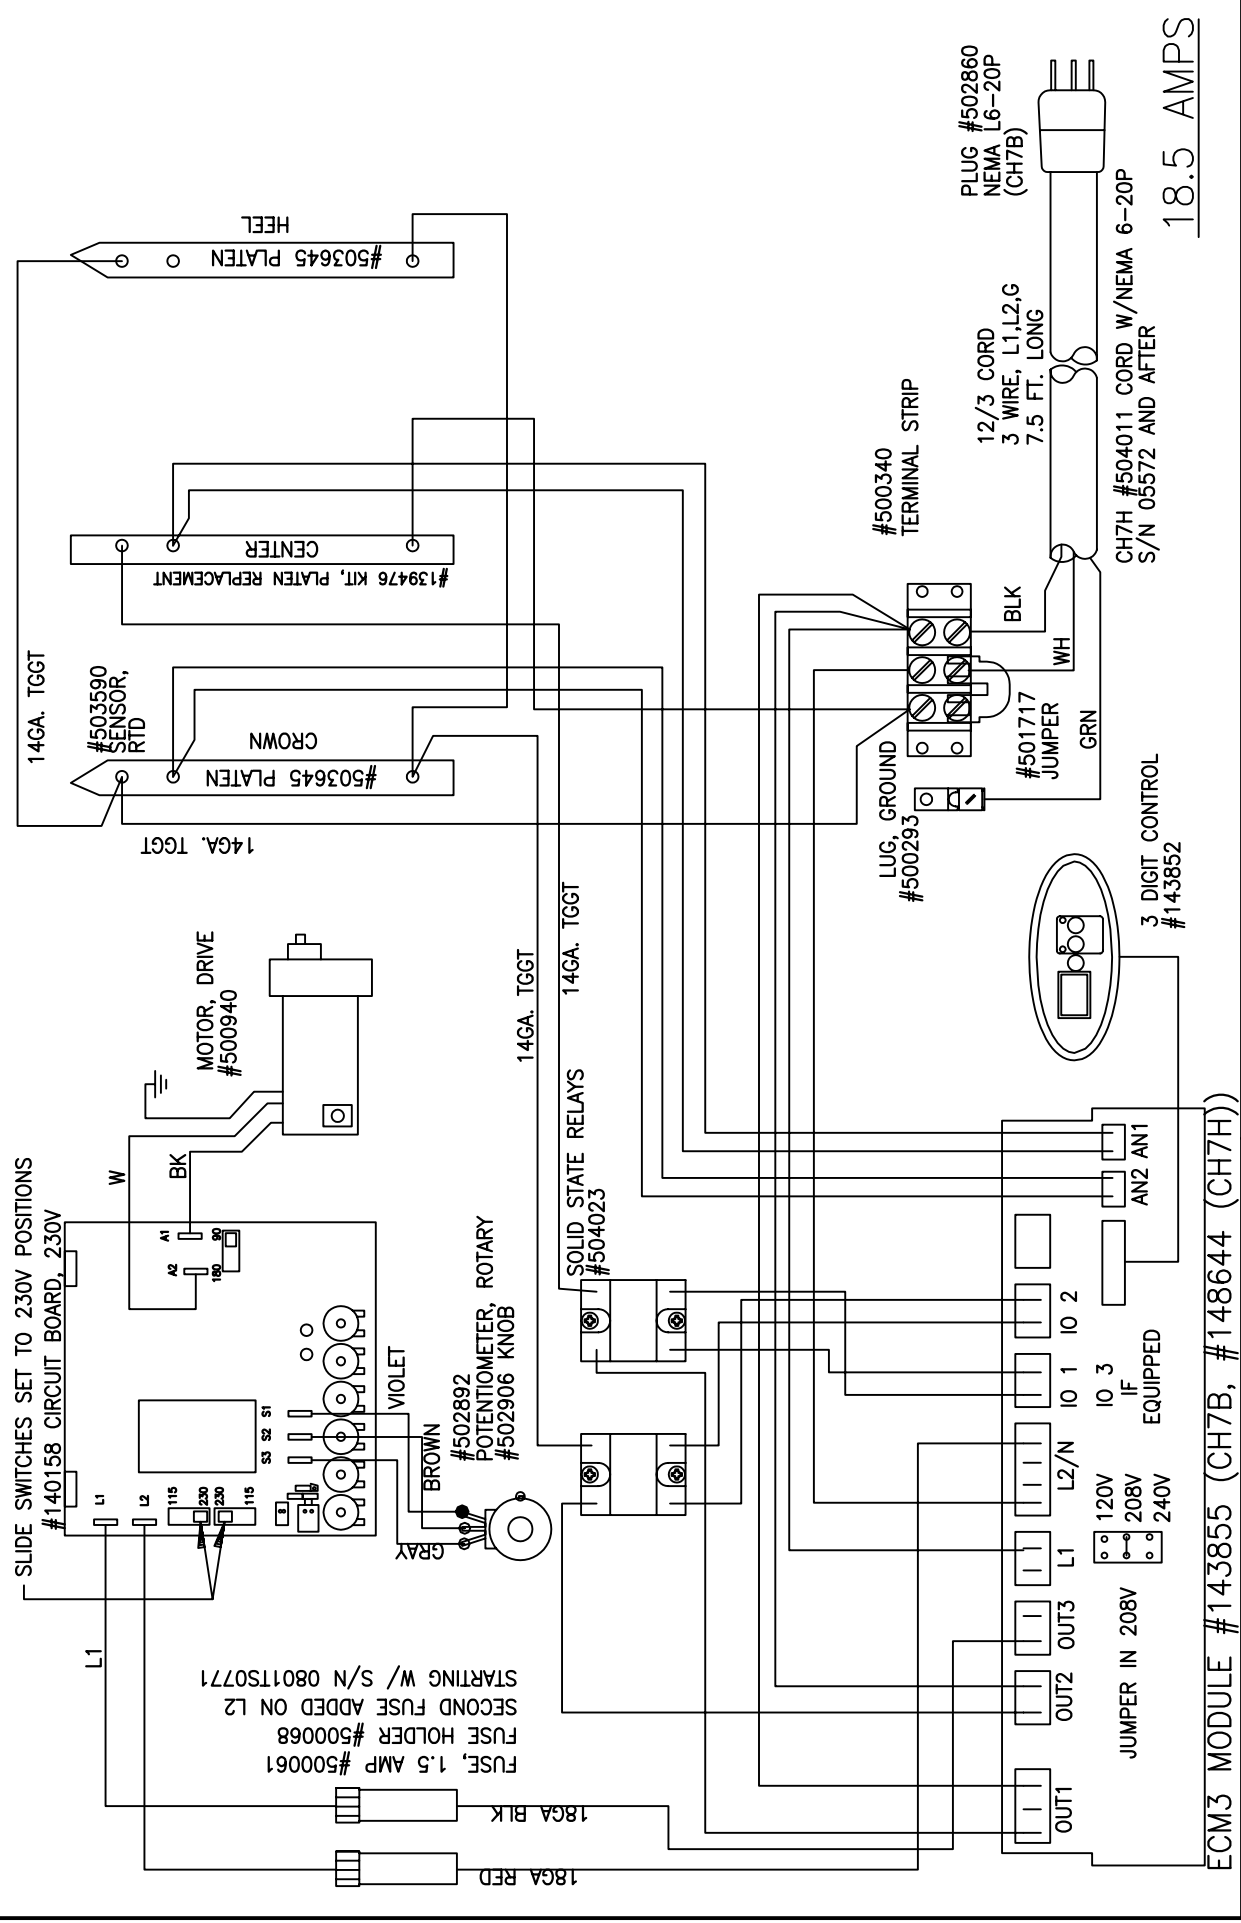 SLIDE SWITCHES SET TO 230V POSITIONS
#140158 CIRCUIT BOARD, 230V
L1
L2
115
230
230
115
S3
S2
S1
A2
A1
180
90
8
L1
W
BK
MOTOR, DRIVE
#500940
VIOLET
BROWN
GRAY
#502892
POTENTIOMETER, ROTARY
#502906 KNOB
FUSE, 1.5 AMP #500061
FUSE HOLDER #500068
SECOND FUSE ADDED ON L2
STARTING W/ S/N 0801TS0771
18GA BLK
18GA RED
14GA. TGGT
#503590
SENSOR,
RTD
CROWN
#503645 PLATEN
14GA. TGGT
CENTER
#139476 KIT, PLATEN REPLACEMENT
HEEL
#503645 PLATEN
14GA. TGGT
14GA. TGGT
SOLID STATE RELAYS
#504023
#500340
TERMINAL STRIP
LUG, GROUND
#500293
#501717
JUMPER
BLK
WH
GRN
12/3 CORD
3 WIRE, L1,L2,G
7.5 FT. LONG
PLUG #502860
NEMA L6-20P
(CH7B)
CH7H #504011 CORD W/NEMA 6-20P
S/N 05572 AND AFTER
18.5 AMPS
3 DIGIT CONTROL
#143852
OUT1
OUT2
OUT3
L1
L2/N
IO 1
IO 2
AN2
AN1
IO 3
IF
EQUIPPED
120V
208V
240V
JUMPER IN 208V
ECM3 MODULE #143855 (CH7B, #148644 (CH7H)